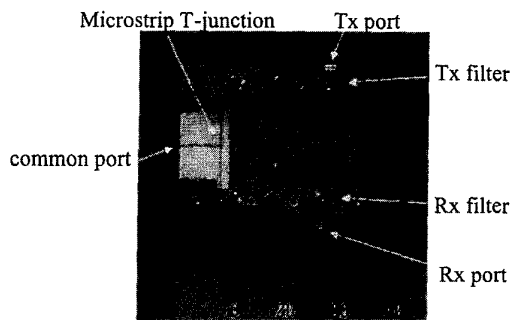 Microstrip T-junction
Tx port
Tx filter
common port
Rx filter
Rx port